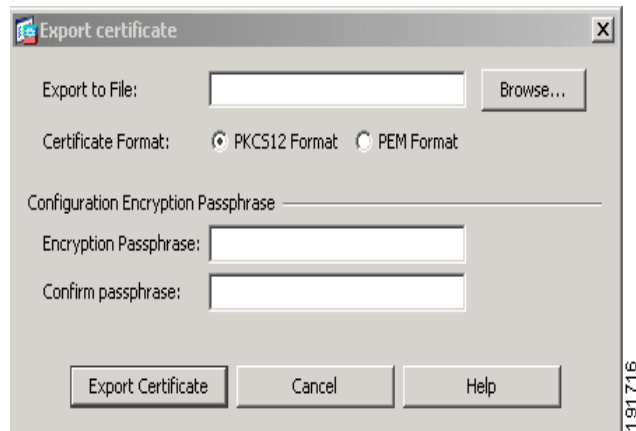 Export certificate
Export to File:
Browse...
Certificate Format:
PKCS12 Format
PEM Format
Configuration Encryption Passphrase
Encryption Passphrase:
Confirm passphrase:
Export Certificate
Cancel
Help
191716